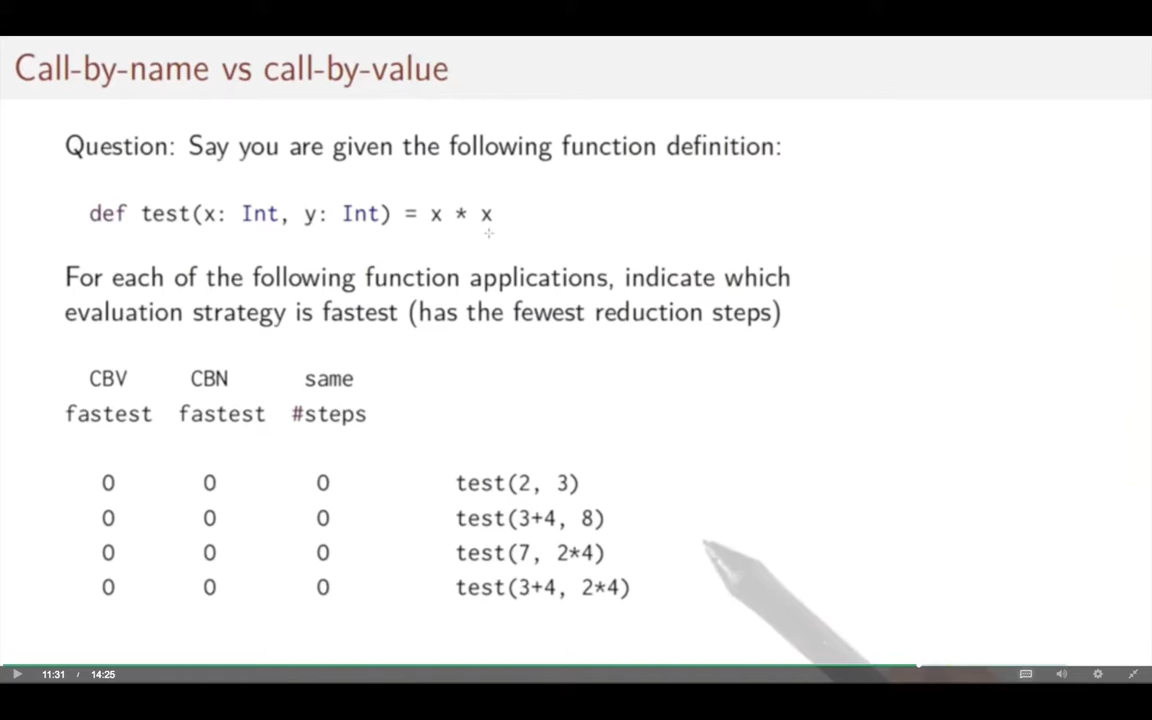 Call-by-name vs call-by-value
Question: Say you are given the following function definition:
def test(x: Int, y: Int) = x * x
For each of the following function applications, indicate which
evaluation strategy is fastest (has the fewest reduction steps)
CBV CBN same
fastest fastest #steps
0 0 0 test(2, 3)
0 0 0 test(3+4, 8)
0 0 0 test(7, 2*4)
0 0 0 test(3+4, 2*4)
11:31 / 14:25